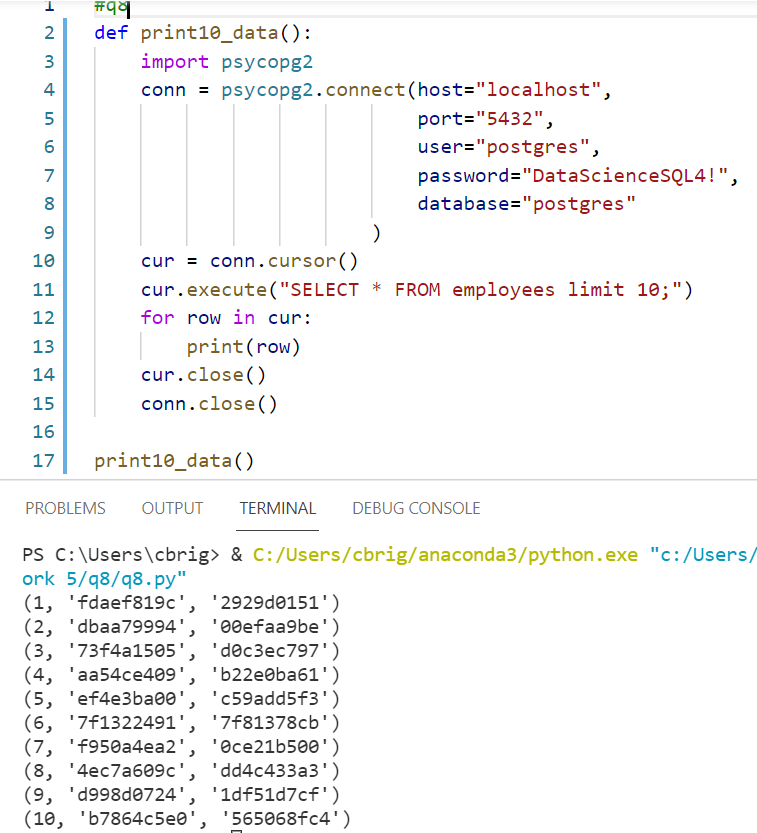 1 #q8
2 def print10_data():
3 import psycopg2
4 conn = psycopg2.connect(host="localhost",
5 port="5432",
6 user="postgres",
7 password="DataScienceSQL4!",
8 database="postgres"
9 )
10 cur = conn.cursor()
11 cur.execute("SELECT * FROM employees limit 10;")
12 for row in cur:
13 print(row)
14 cur.close()
15 conn.close()
16
17 print10_data()
PROBLEMS OUTPUT TERMINAL DEBUG CONSOLE
PS C:\Users\cbrig> & C:/Users/cbrig/anaconda3/python.exe "c:/Users/
ork 5/q8/q8.py"
(1, 'fdaef819c', '2929d0151')
(2, 'dbaa79994', '00efaa9be')
(3, '73f4a1505', 'd0c3ec797')
(4, 'aa54ce409', 'b22e0ba61')
(5, 'ef4e3ba00', 'c59add5f3')
(6, '7f1322491', '7f81378cb')
(7, 'f950a4ea2', '0ce21b500')
(8, '4ec7a609c', 'dd4c433a3')
(9, 'd998d0724', '1df51d7cf')
(10, 'b7864c5e0', '565068fc4')